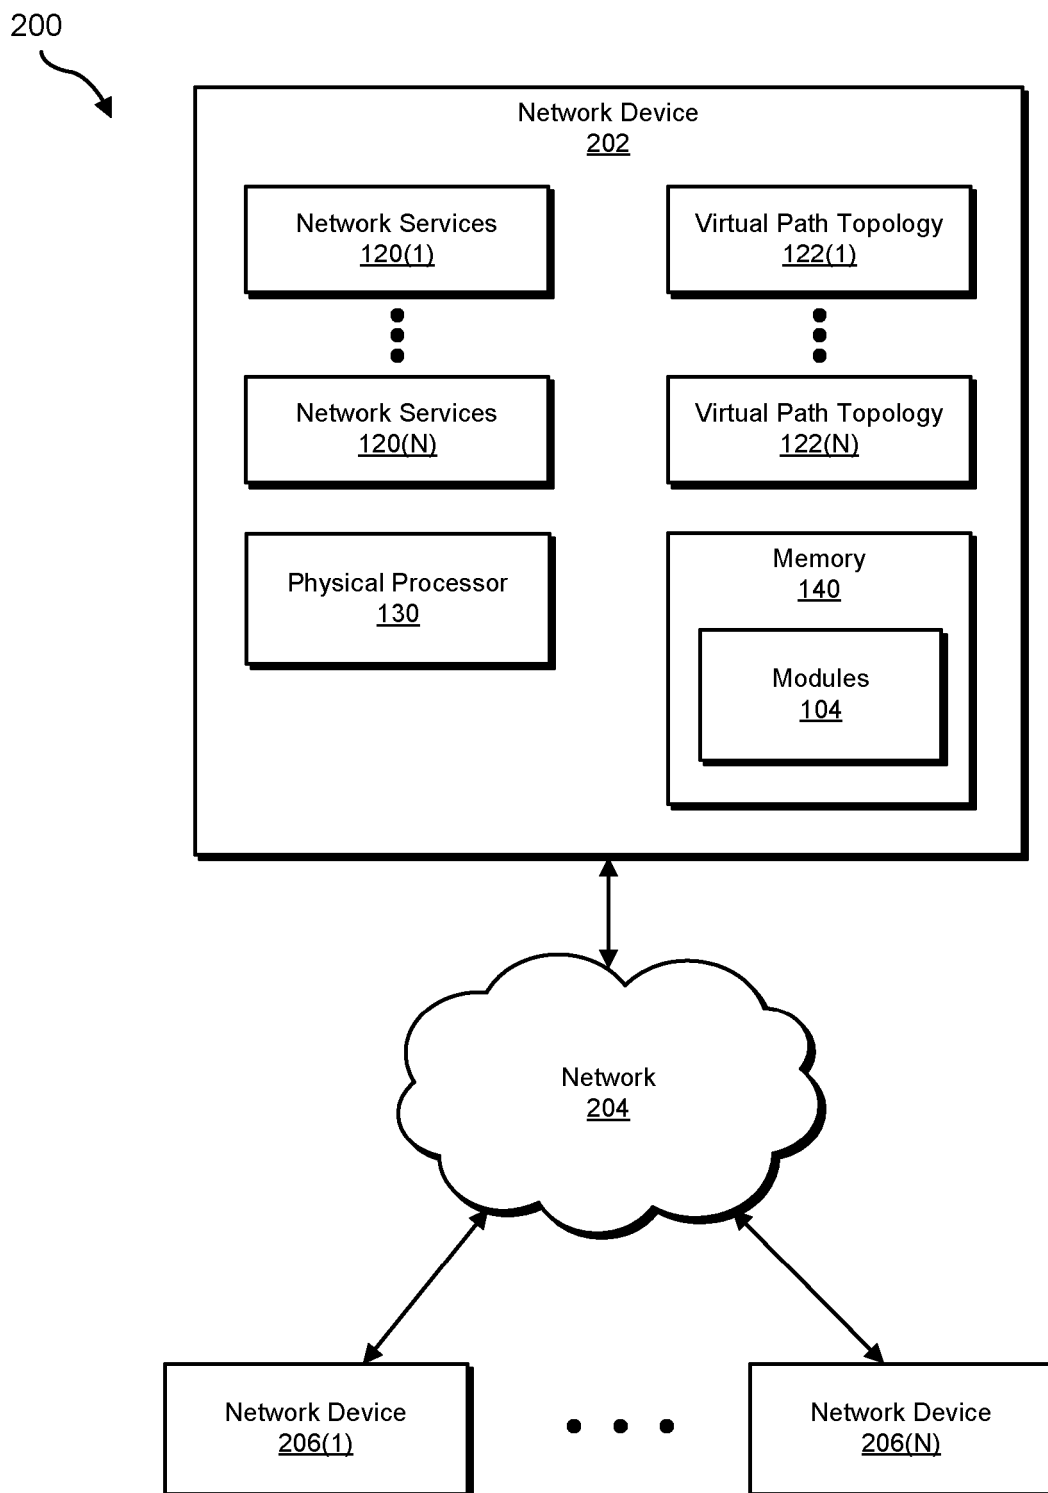 200
Network Device
202
Network Services
120(1)
Virtual Path Topology
122(1)
Network Services
120(N)
Virtual Path Topology
122(N)
Physical Processor
130
Memory
140
Modules
104
Network
204
Network Device
206(1)
Network Device
206(N)